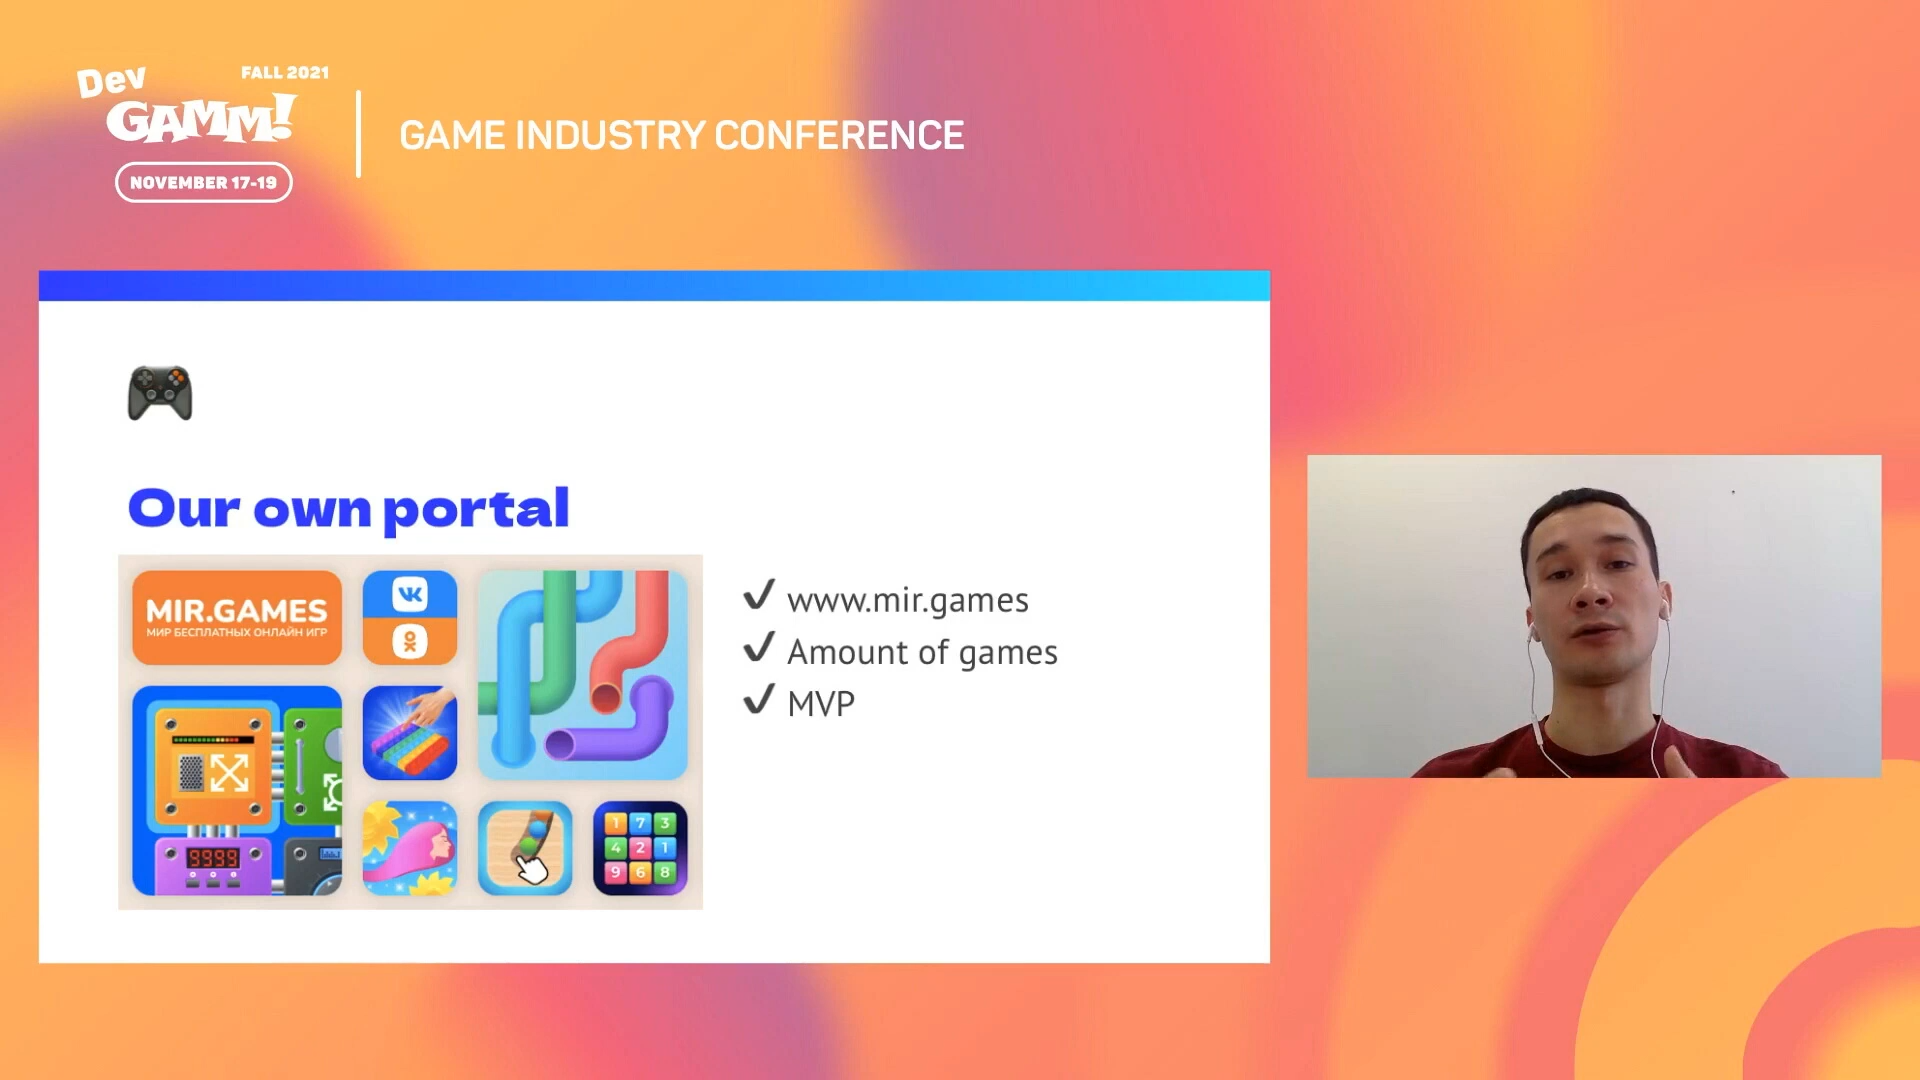 Dev
FALL 2021
GAMM!
NOVEMBER 17-19
GAME INDUSTRY CONFERENCE
Our own portal
MIR.GAMES
МИР БЕСПЛАТНЫХ ОНЛАЙН ИГР
9999
1 7 3
4 2 1
9 6 8
✔ www.mir.games
✔ Amount of games
✔ MVP